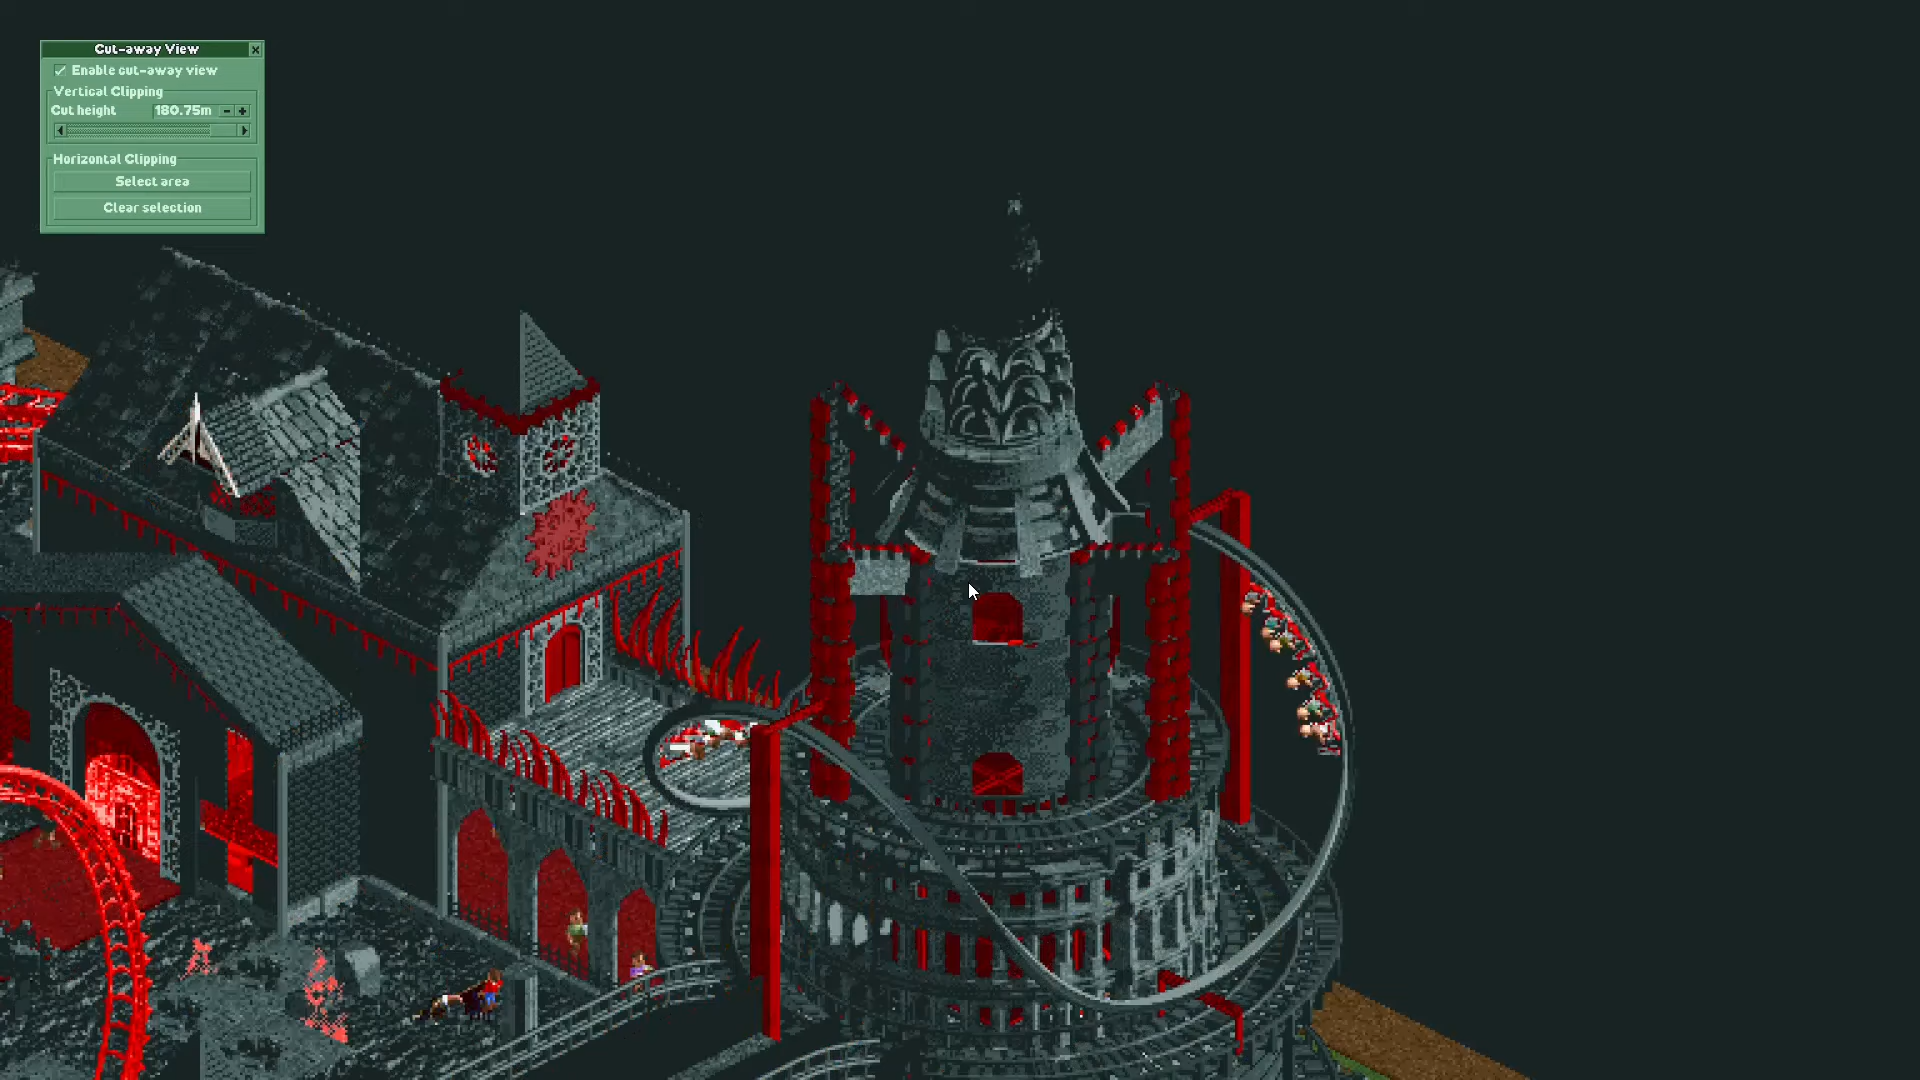 Cut-away View
Enable cut-away view
Vertical Clipping
Cut height 180.75m - +
Horizontal Clipping
Select area
Clear selection